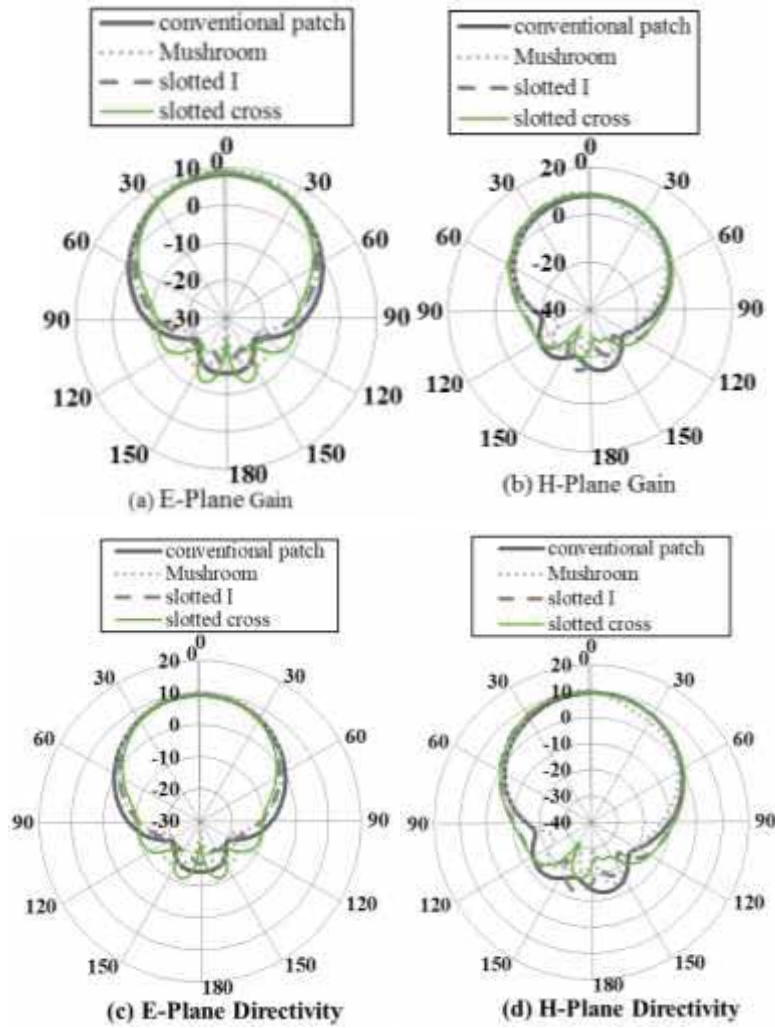 conventional patch
Mushroom
slotted I
slotted cross
0
10 0
30 30
0
60 60
-10
-20
90 -30 90
120 120
150 150
180
(a) E-Plane Gain
conventional patch
Mushroom
slotted I
slotted cross
0
20 0
30 30
0
60 60
-20
90 -40 90
120 120
150 150
180
(b) H-Plane Gain
conventional patch
Mushroom
slotted I
slotted cross
0
20 0
30 30
10
60 0 60
-10
-20
90 -30 90
120 120
150 150
180
(c) E-Plane Directivity
conventional patch
Mushroom
slotted I
slotted cross
0
20 0
30 30
10
60 0 60
-10
-20
-30
90 -40 90
120 120
150 150
180
(d) H-Plane Directivity